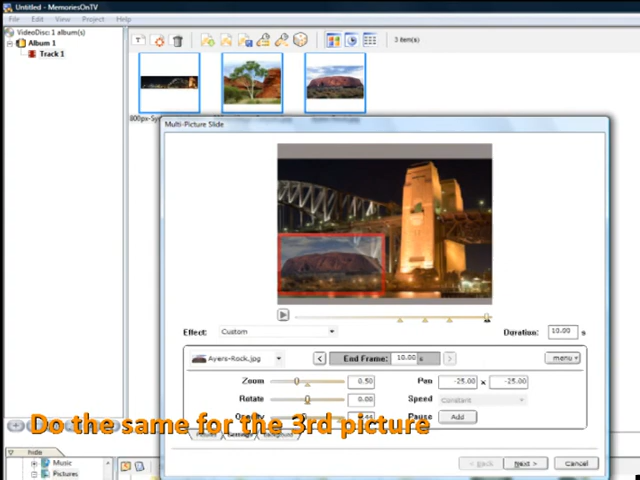 Untitled - MemoriesOnTV
File Edit View Project Help
VideoDisc: 1 album(s)
Album 1
Track 1
3 item(s)
Multi-Picture Slide
Effect: Custom Duration: 10.00 s
Ayers-Rock.jpg End Frame: 10.00 s menu
Zoom 0.50 Pan -25.00 x -25.00
Rotate 0.00 Speed Constant
Opacity Pause Add
Do the same for the 3rd picture
Settings
hide
Music
Pictures
< Back Next > Cancel